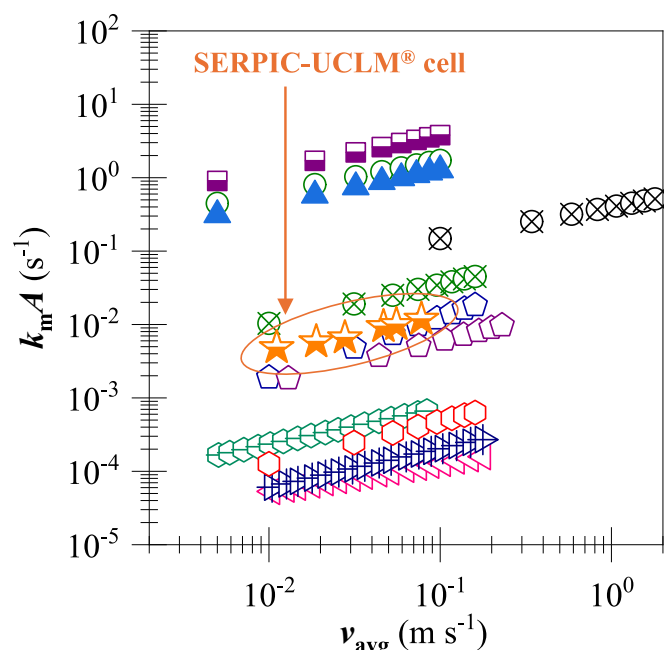 10²
SERPIC-UCLM® cell
10¹
10⁰
10⁻¹
10⁻²
10⁻³
10⁻⁴
10⁻⁵
kₘA (s⁻¹)
10⁻² 10⁻¹ 10⁰
v_avg (m s⁻¹)